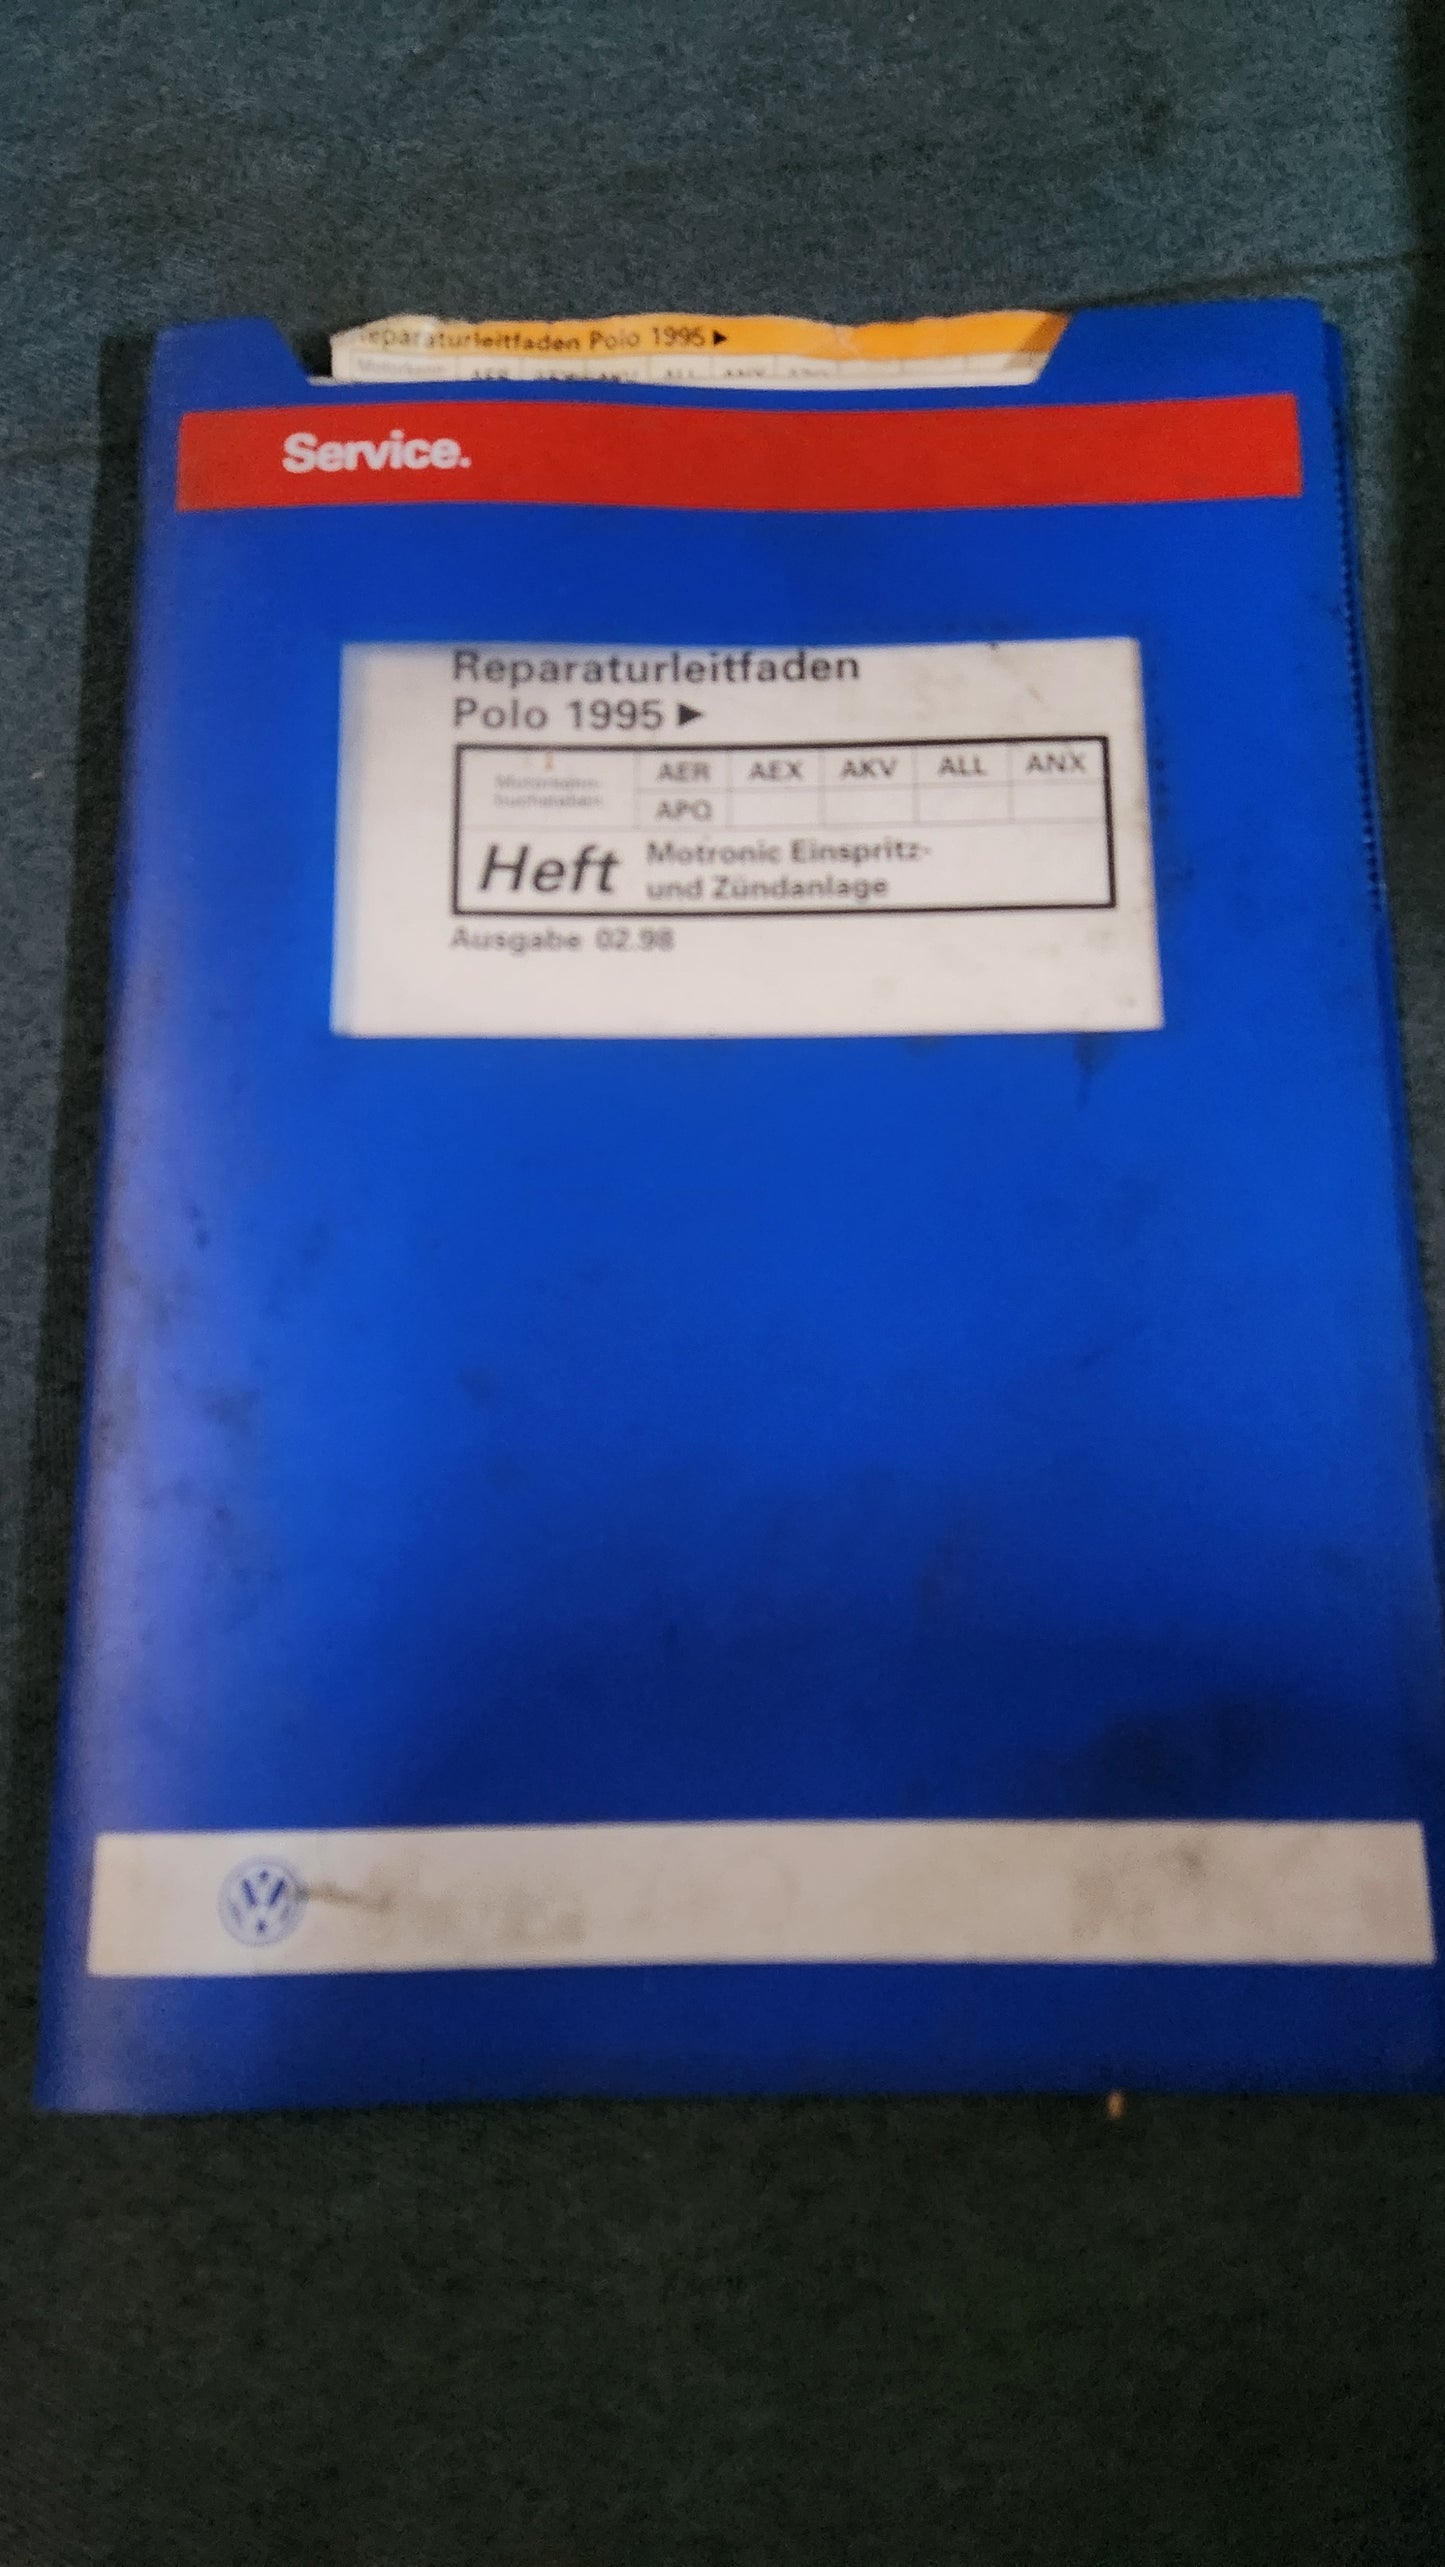 Reparaturleitfaden Polo 1995 ▶
Service.
Reparaturleitfaden
Polo 1995 ▶
AER AEX AKV ALL ANX
APQ
Heft
Motronic Einspritz-
und Zündanlage
Ausgabe 02.98